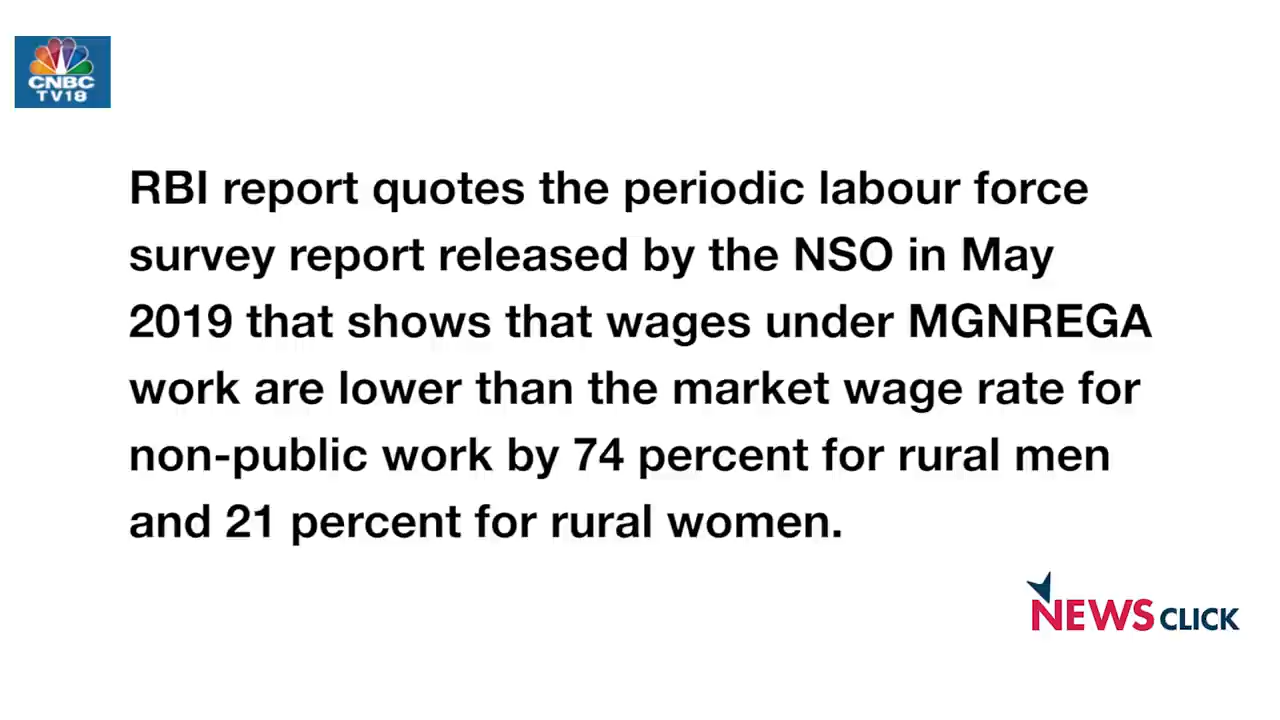 CNBC
TV18
RBI report quotes the periodic labour force
survey report released by the NSO in May
2019 that shows that wages under MGNREGA
work are lower than the market wage rate for
non-public work by 74 percent for rural men
and 21 percent for rural women.
NEWSCLICK